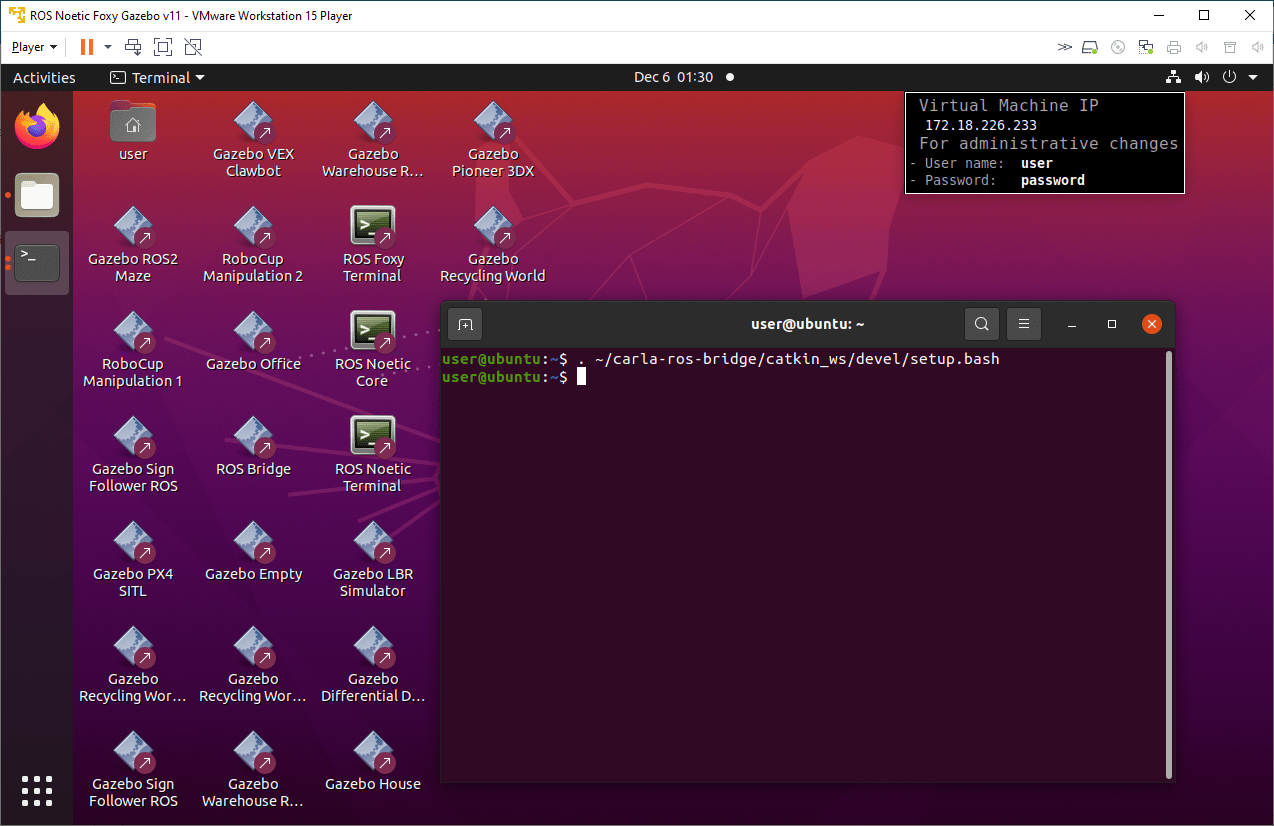 ROS Noetic Foxy Gazebo v11 - VMware Workstation 15 Player
Player
Activities
Terminal
Dec 6 01:30
Virtual Machine IP
172.18.226.233
For administrative changes
- User name: user
- Password: password
user
Gazebo VEX
Clawbot
Gazebo
Warehouse R...
Gazebo
Pioneer 3DX
Gazebo ROS2
Maze
RoboCup
Manipulation 2
ROS Foxy
Terminal
Gazebo
Recycling World
RoboCup
Manipulation 1
Gazebo Office
ROS Noetic
Core
user@ubuntu: ~
user@ubuntu:~$ . ~/carla-ros-bridge/catkin_ws/devel/setup.bash
user@ubuntu:~$
Gazebo Sign
Follower ROS
ROS Bridge
ROS Noetic
Terminal
Gazebo PX4
SITL
Gazebo Empty
Gazebo LBR
Simulator
Gazebo
Recycling Wor...
Gazebo
Recycling Wor...
Gazebo
Differential D...
Gazebo Sign
Follower ROS
Gazebo
Warehouse R...
Gazebo House